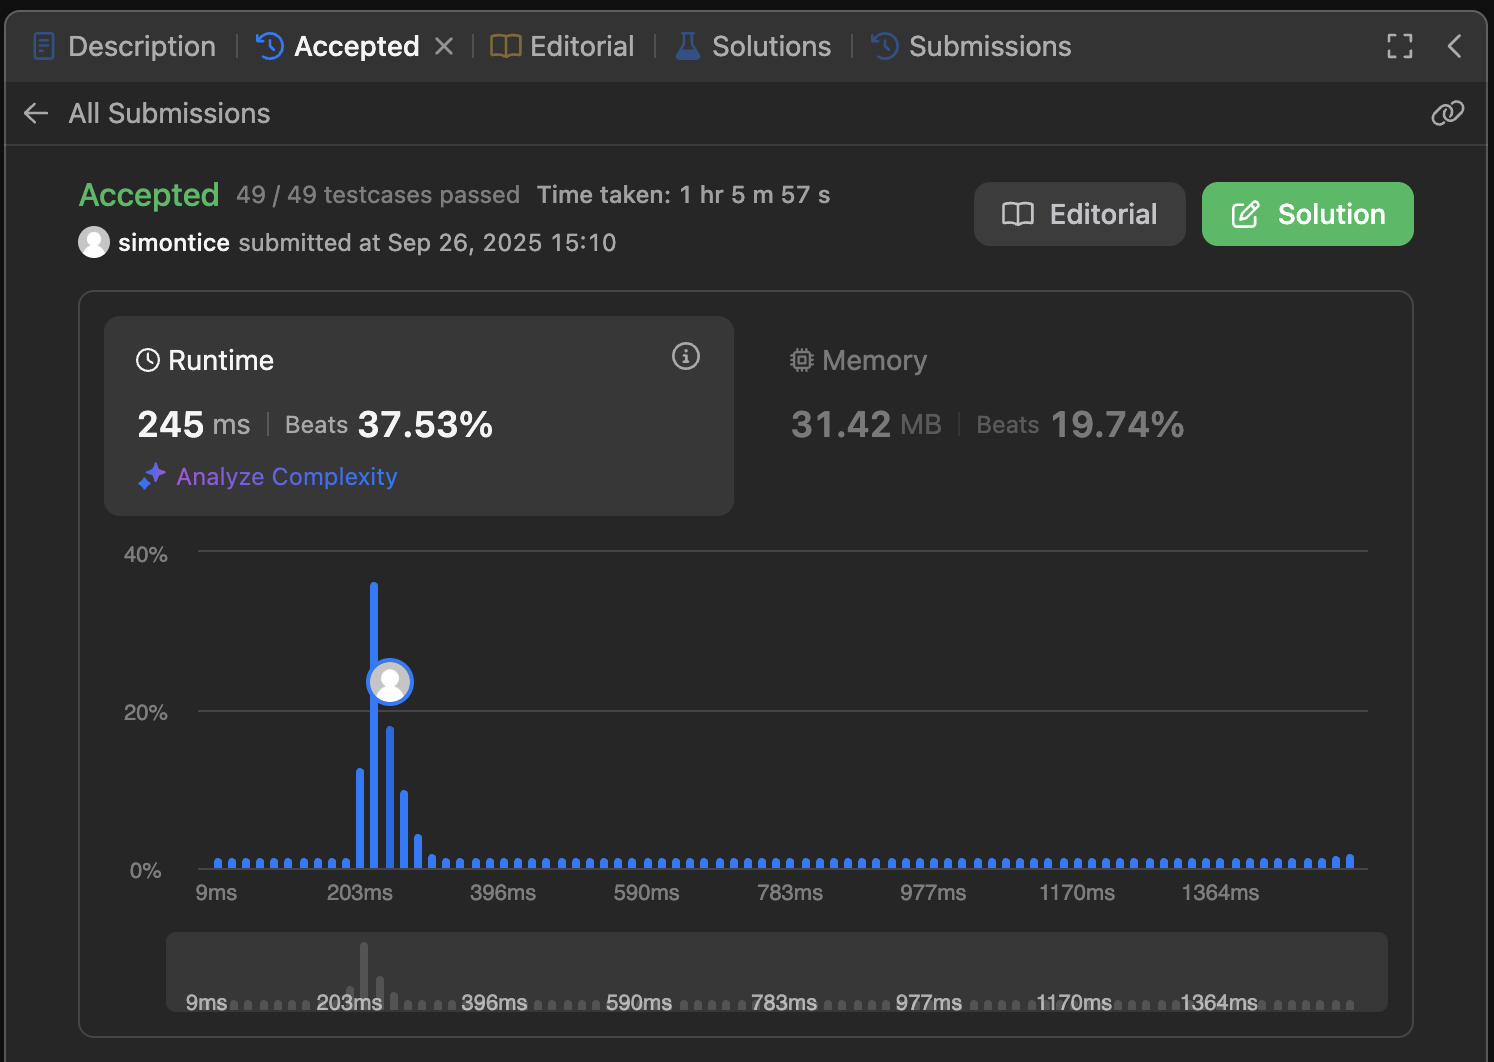 Description | Accepted × | Editorial | Solutions | Submissions
All Submissions
Accepted 49 / 49 testcases passed Time taken: 1 hr 5 m 57 s
simontice submitted at Sep 26, 2025 15:10
Editorial
Solution
Runtime
245 ms | Beats 37.53%
Analyze Complexity
Memory
31.42 MB | Beats 19.74%
40%
20%
0%
9ms 203ms 396ms 590ms 783ms 977ms 1170ms 1364ms
9ms 203ms 396ms 590ms 783ms 977ms 1170ms 1364ms